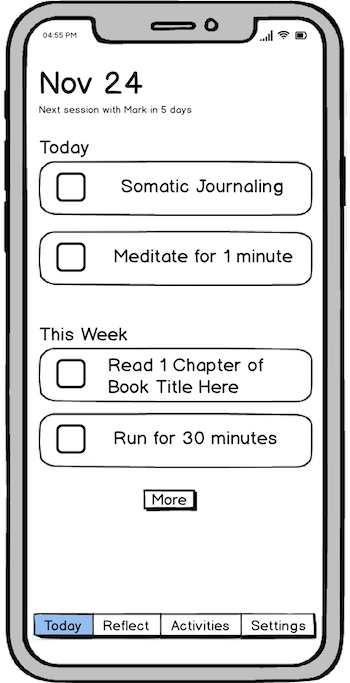 04:55 PM
Nov 24
Next session with Mark in 5 days
Today
Somatic Journaling
Meditate for 1 minute
This Week
Read 1 Chapter of
Book Title Here
Run for 30 minutes
More
Today Reflect Activities Settings